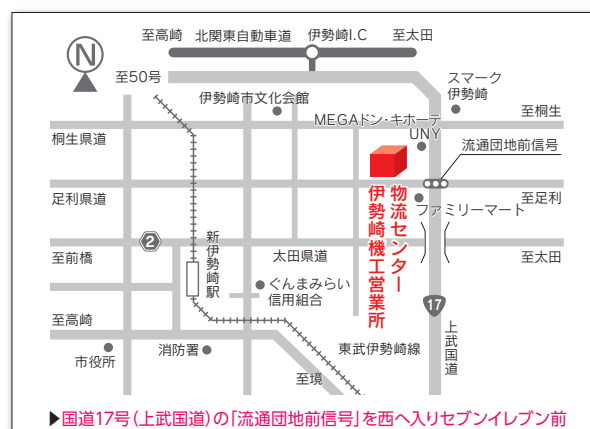 至高崎 北関東自動車道 伊勢崎I.C 至太田
N
至50号
スマーク
伊勢崎
伊勢崎市文化会館
至桐生
MEGAドン・キホーテ
UNY
桐生県道
流通団地前信号
足利県道
至足利
ファミリーマート
物流センター
伊勢崎機工営業所
2
新伊勢崎駅
至前橋
太田県道
至太田
ぐんまみらい
信用組合
17
至高崎
上武国道
市役所
消防署
東武伊勢崎線
至境
▶国道17号(上武国道)の「流通団地前信号」を西へ入りセブンイレブン前